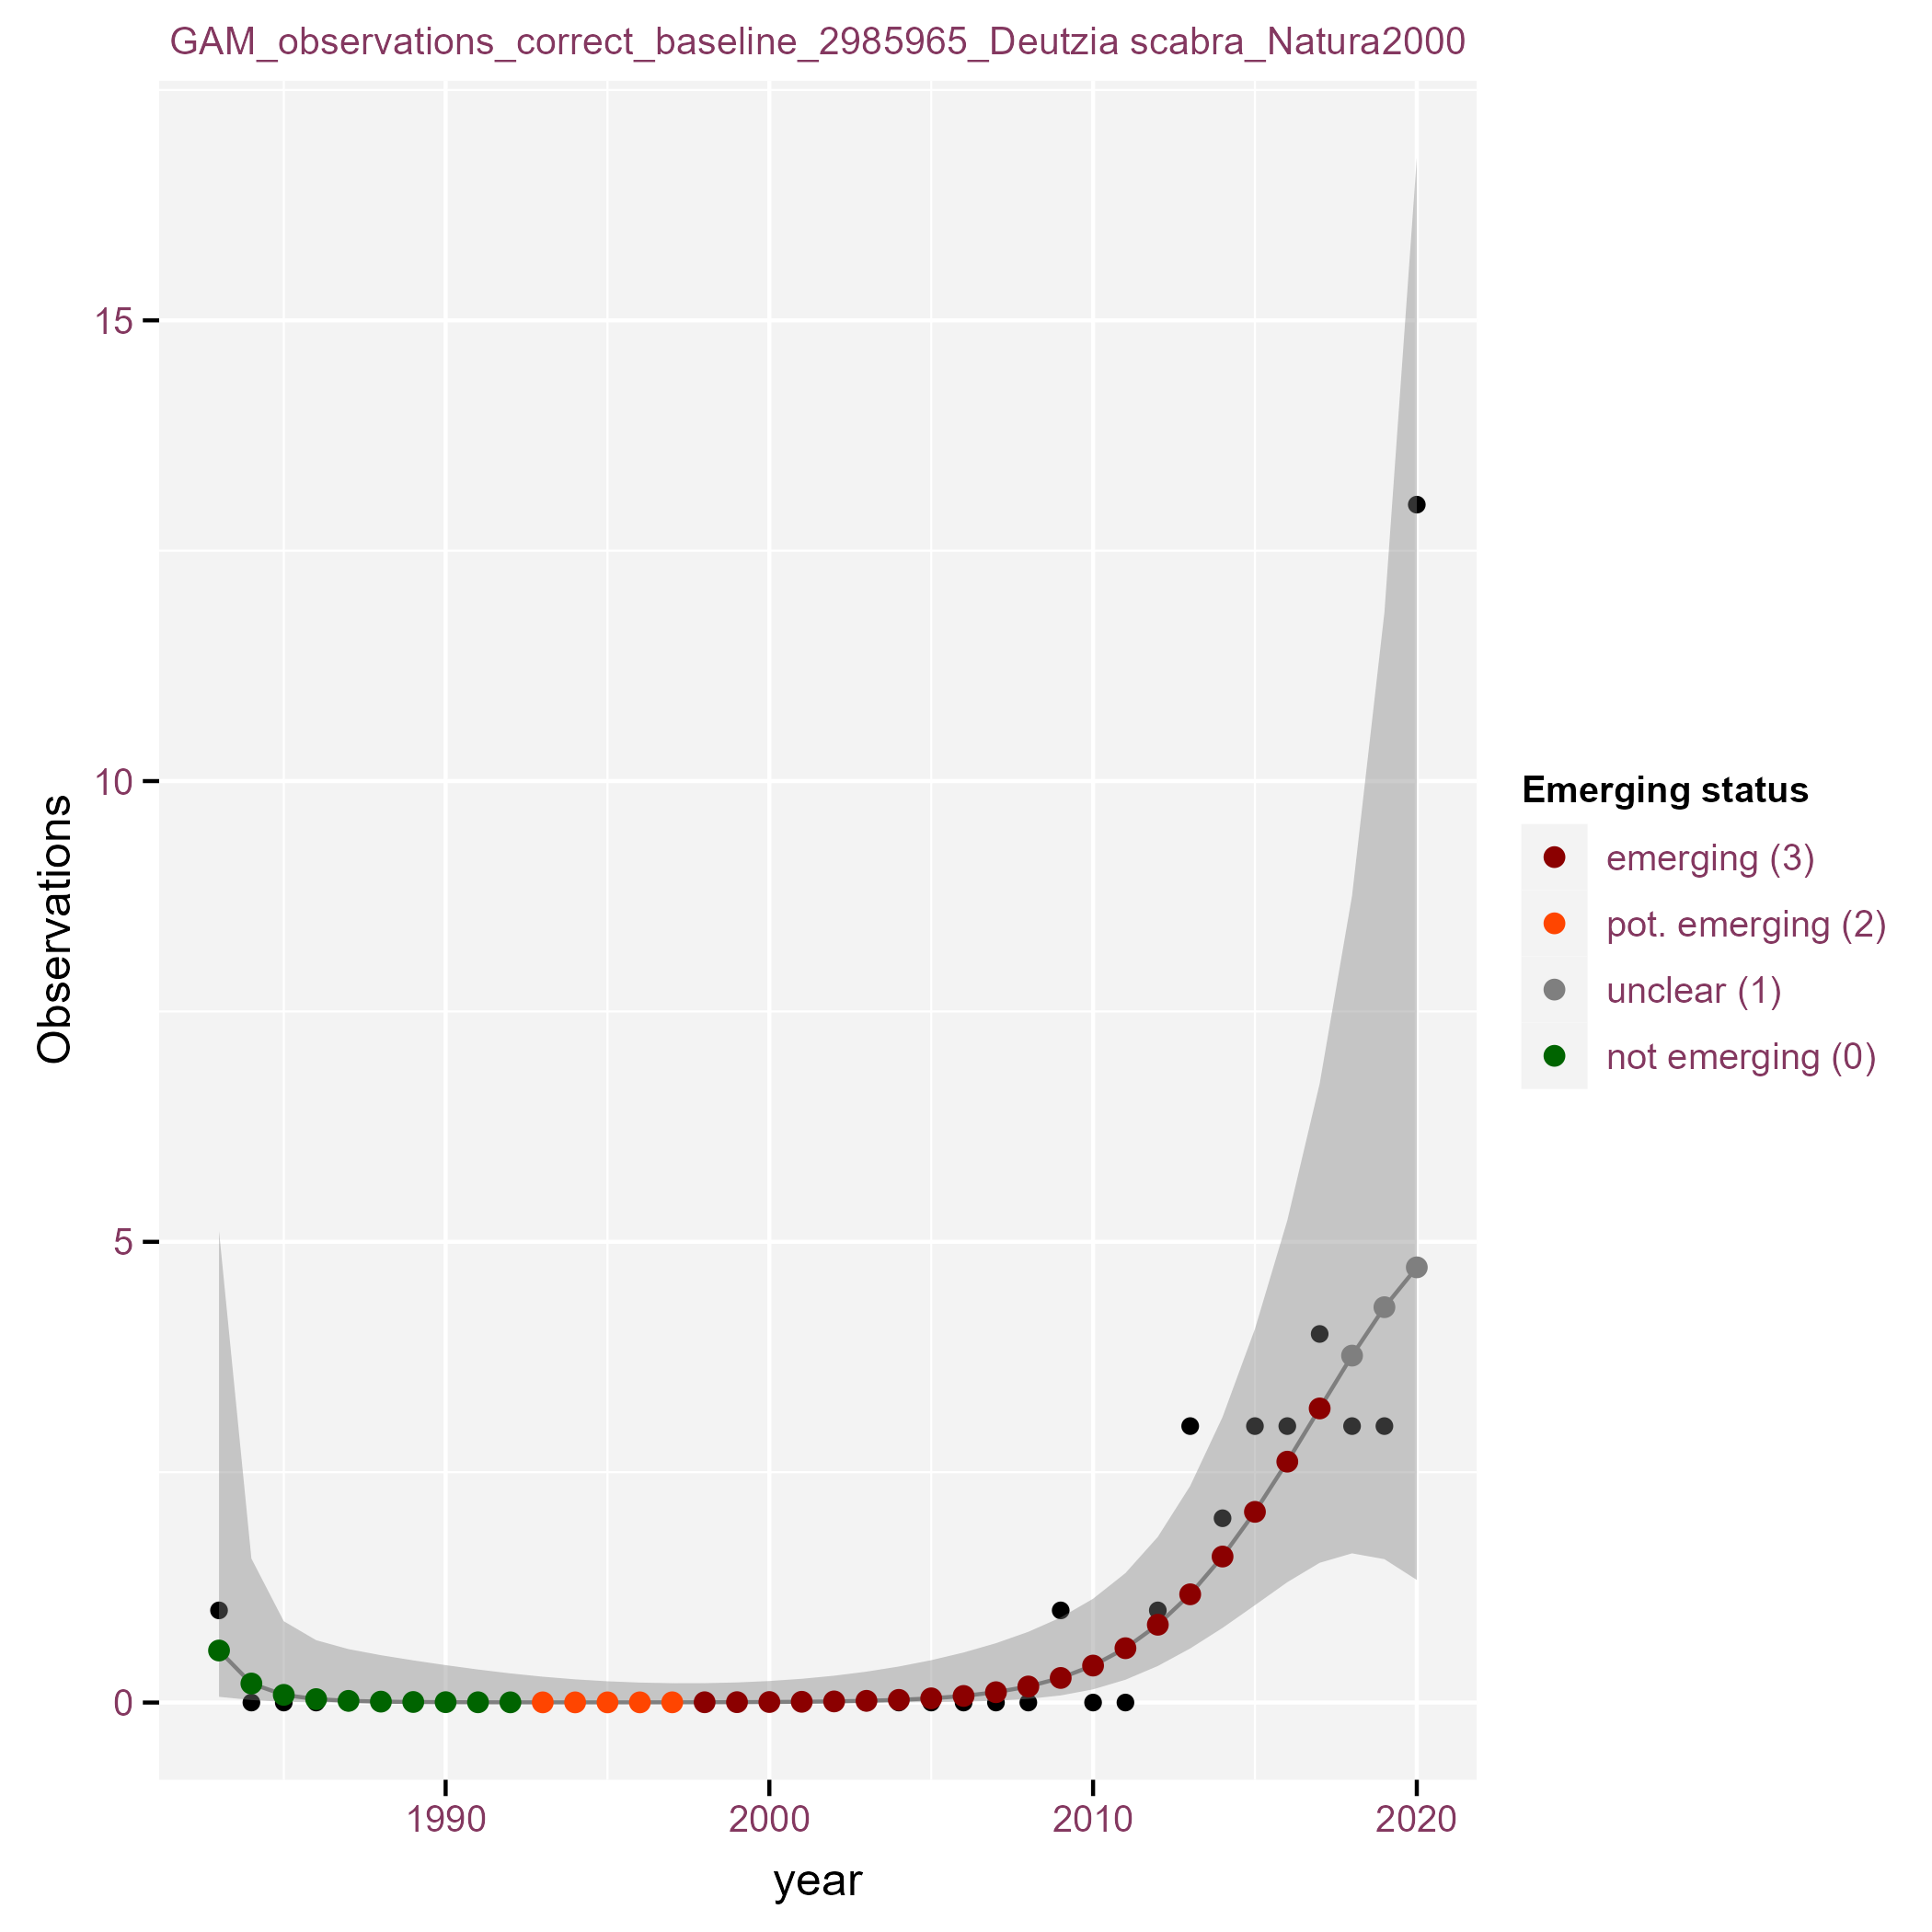 GAM_observations_correct_baseline_2985965_Deutzia scabra_Natura2000
Observations
15
10
5
0
1990
2000
2010
2020
year
Emerging status
emerging (3)
pot. emerging (2)
unclear (1)
not emerging (0)